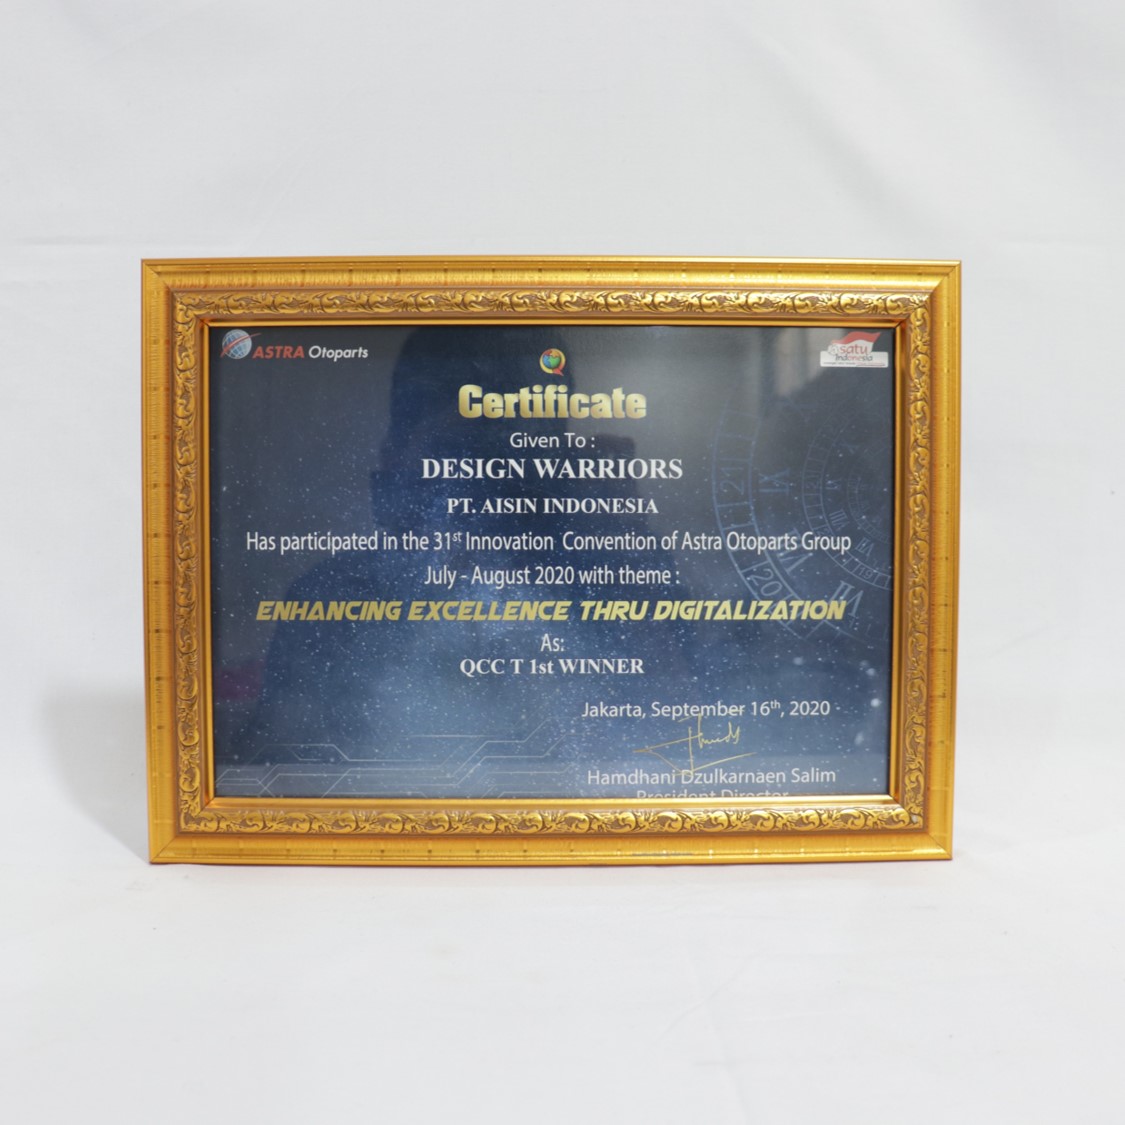 ASTRA Otoparts
satu
Indonesia
Certificate
Given To :
DESIGN WARRIORS
PT. AISIN INDONESIA
Has participated in the 31st Innovation Convention of Astra Otoparts Group
July - August 2020 with theme :
ENHANCING EXCELLENCE THRU DIGITALIZATION
As:
QCC T 1st WINNER
Jakarta, September 16th, 2020
Hamdhani Dzulkarnaen Salim
President Director